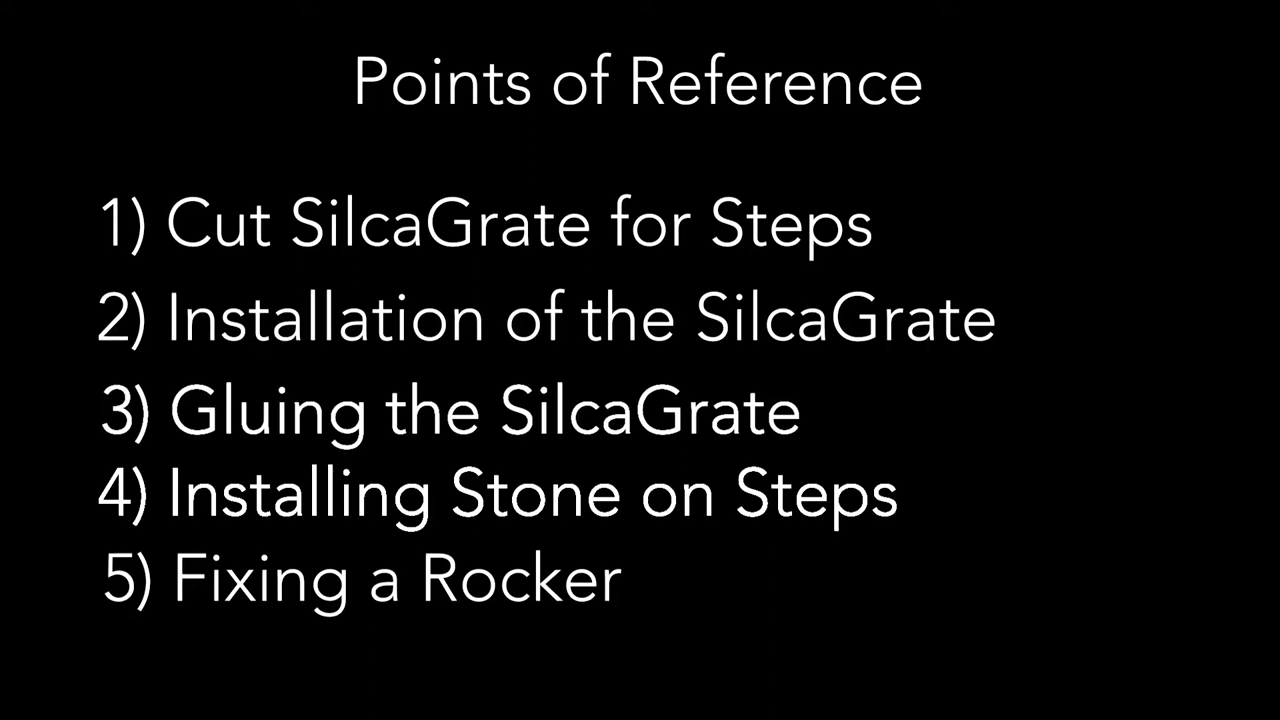 Points of Reference
1) Cut SilcaGrate for Steps
2) Installation of the SilcaGrate
3) Gluing the SilcaGrate
4) Installing Stone on Steps
5) Fixing a Rocker